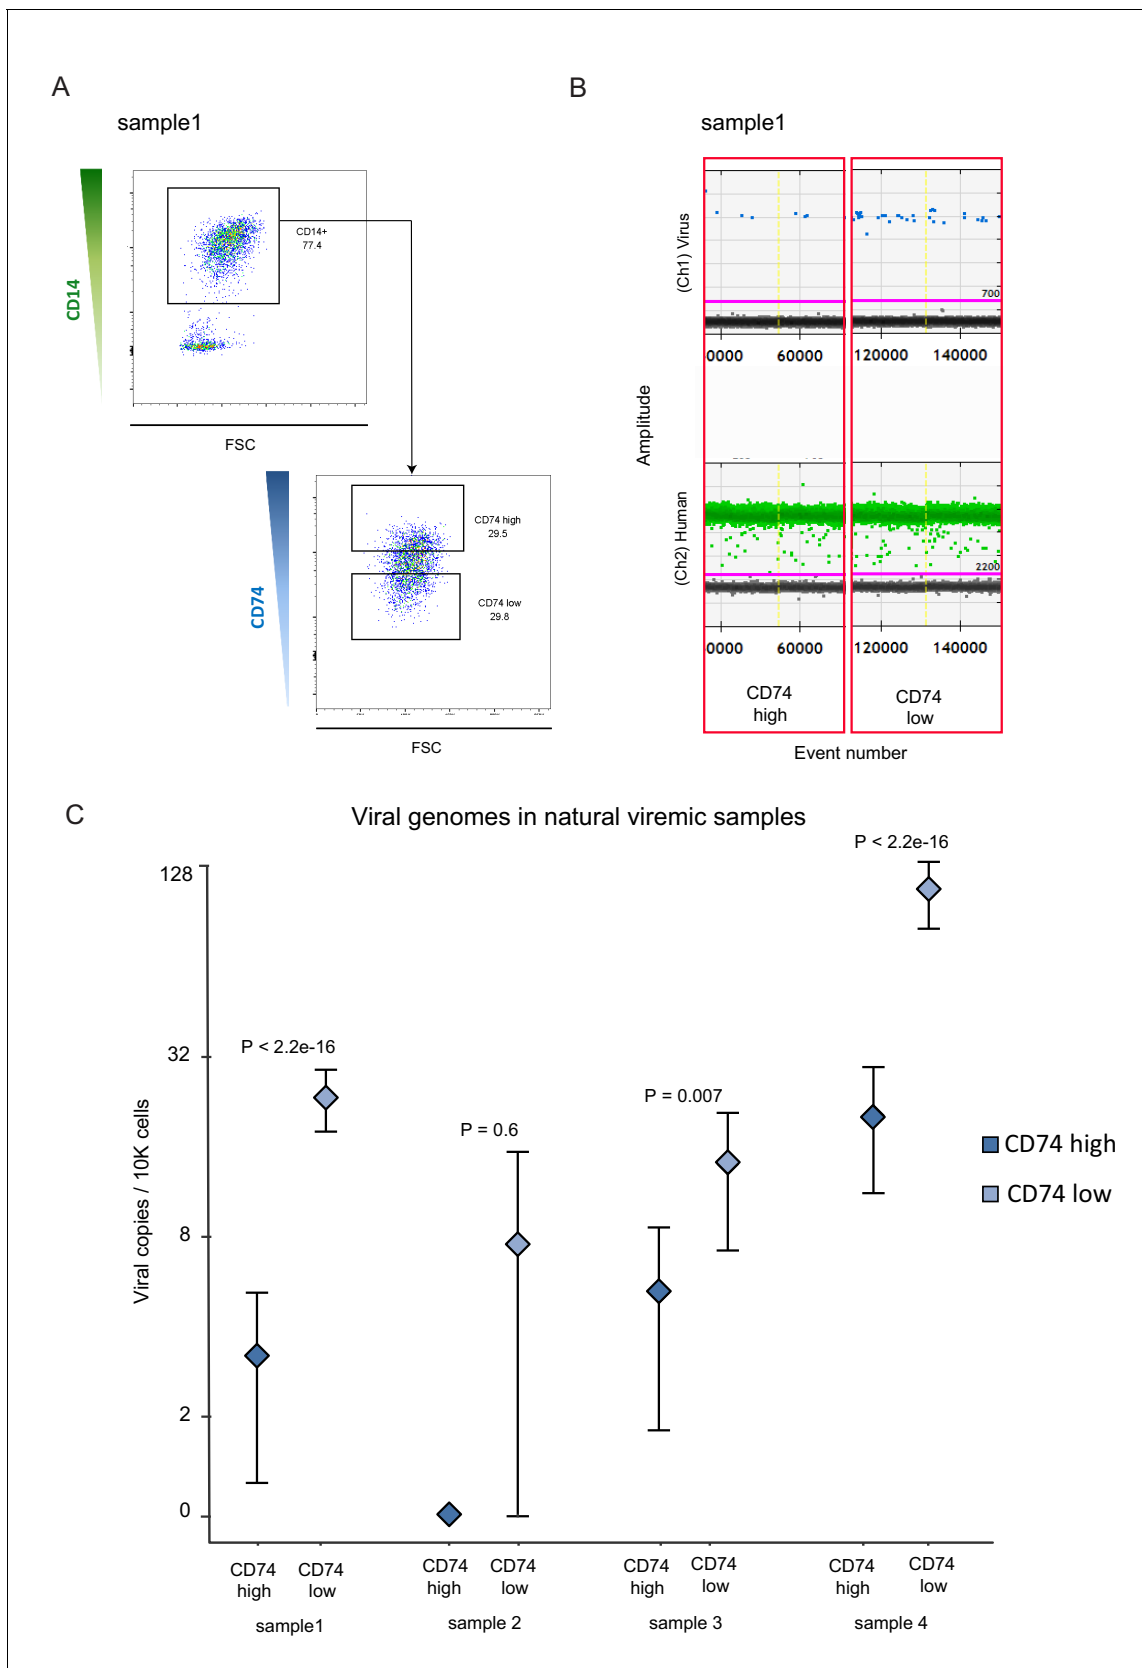 A
sample1
CD14
CD14+
77.4
FSC
CD74
CD74 high
29.5
CD74 low
29.8
FSC
B
sample1
Amplitude
(Ch1) Virus
700
0000 60000 120000 140000
(Ch2) Human
2200
0000 60000 120000 140000
CD74
high
CD74
low
Event number
C
Viral genomes in natural viremic samples
Viral copies / 10K cells
128
32
8
2
0
P < 2.2e-16
P = 0.6
P = 0.007
P < 2.2e-16
CD74 high
CD74 low
CD74
high
CD74
low
sample1
CD74
high
CD74
low
sample 2
CD74
high
CD74
low
sample 3
CD74
high
CD74
low
sample 4